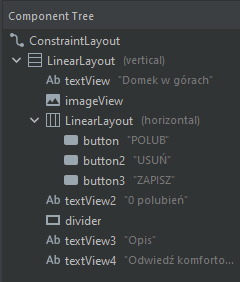 Component Tree
ConstraintLayout
LinearLayout (vertical)
Ab textView "Domek w górach"
imageView
LinearLayout (horizontal)
button "POLUB"
button2 "USUŃ"
button3 "ZAPISZ"
Ab textView2 "0 polubień"
divider
Ab textView3 "Opis"
Ab textView4 "Odwiedź komforto...